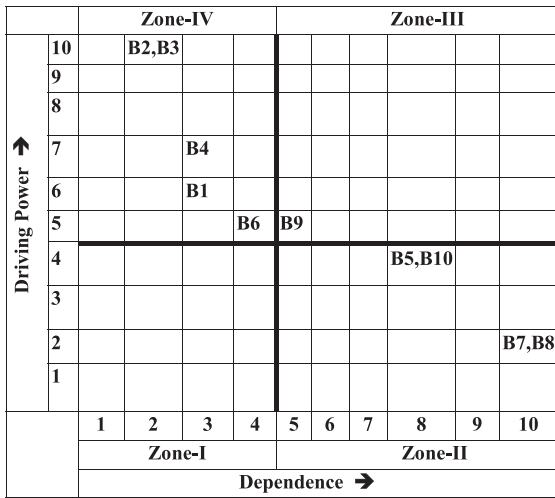 Zone-IV Zone-III
Driving Power ➔
10 B2,B3
9
8
7 B4
6 B1
5 B6 B9
4 B5,B10
3
2 B7,B8
1
1 2 3 4 5 6 7 8 9 10
Zone-I Zone-II
Dependence ➔